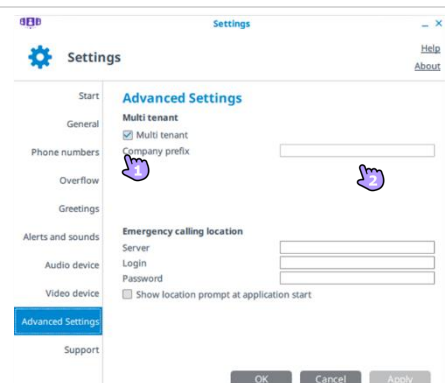 Settings
Settings
Help
About
Start
General
Phone numbers
Overflow
Greetings
Alerts and sounds
Audio device
Video device
Advanced Settings
Support
Advanced Settings
Multi tenant
Multi tenant
Company prefix
1
2
Emergency calling location
Server
Login
Password
Show location prompt at application start
OK
Cancel
Apply